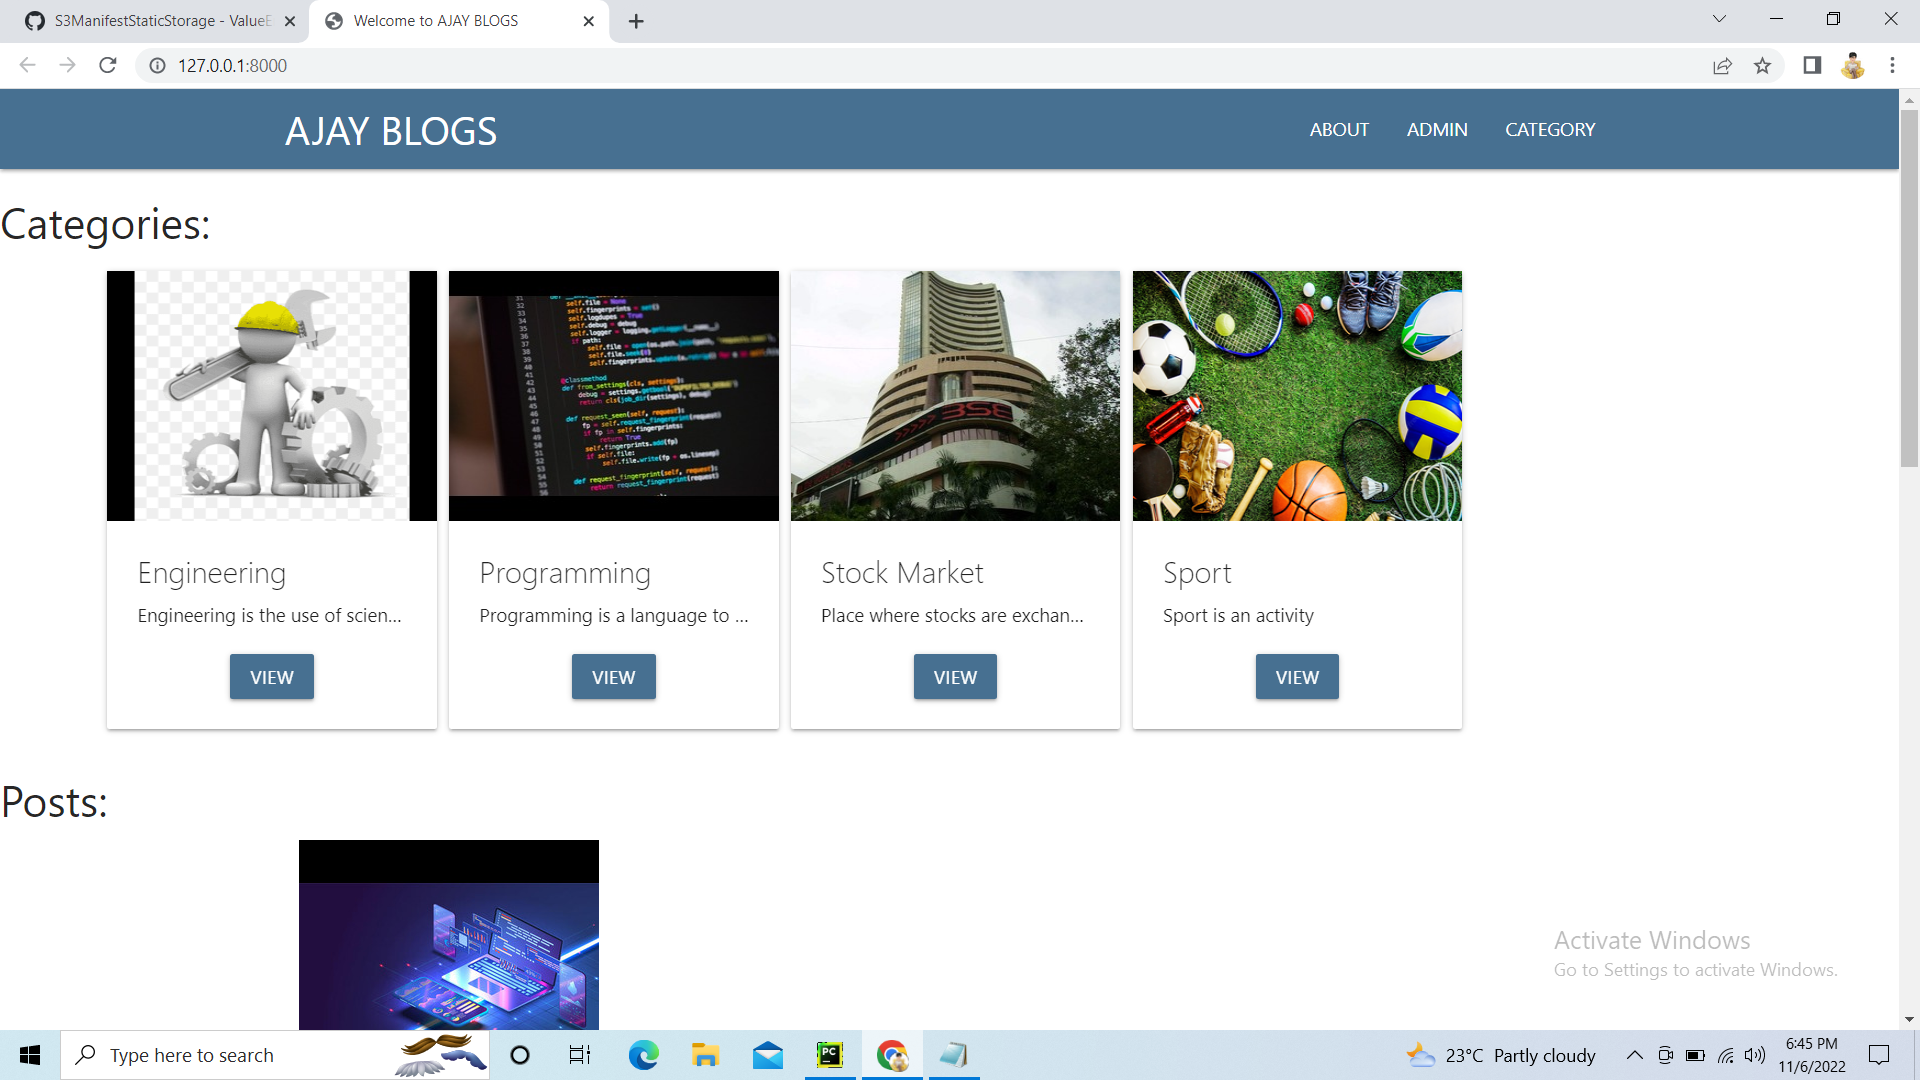 S3ManifestStaticStorage - ValueE
Welcome to AJAY BLOGS
127.0.0.1:8000
AJAY BLOGS
ABOUT
ADMIN
CATEGORY
Categories:
Engineering
Engineering is the use of scien...
VIEW
Programming
Programming is a language to ...
VIEW
Stock Market
Place where stocks are exchan...
VIEW
Sport
Sport is an activity
VIEW
Posts:
Activate Windows
Go to Settings to activate Windows.
Type here to search
PC
23°C Partly cloudy
6:45 PM
11/6/2022